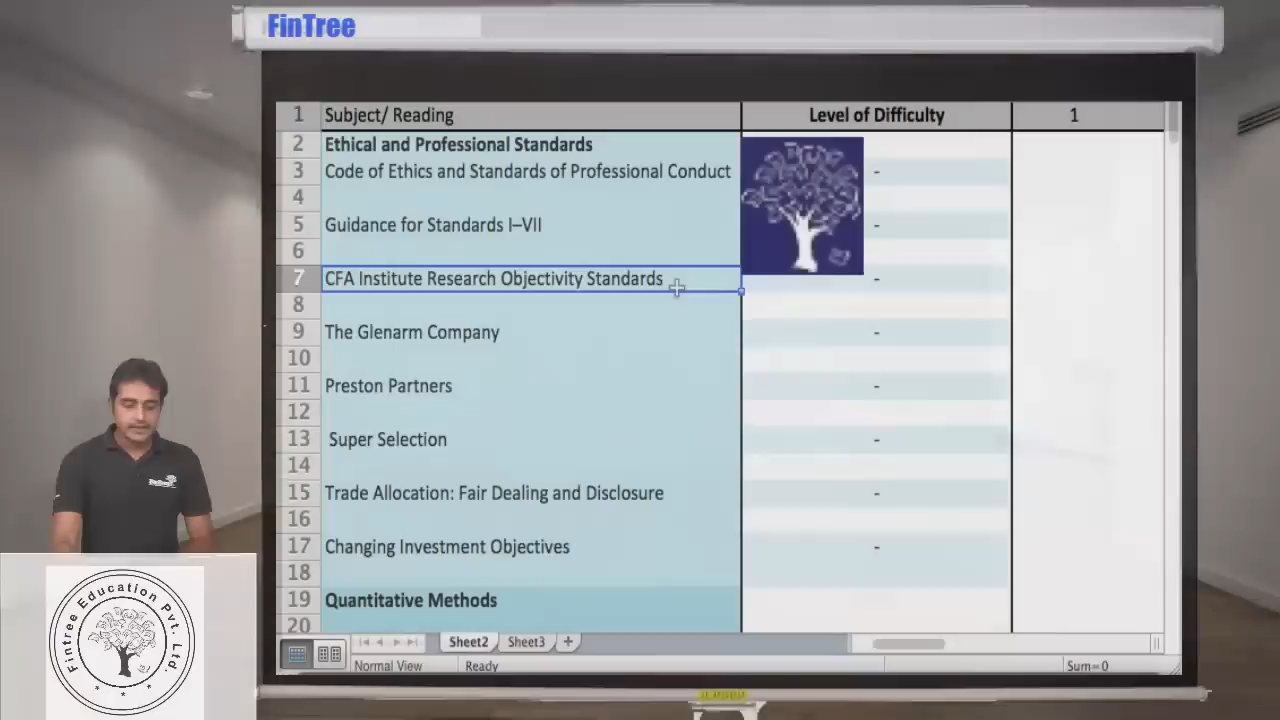 FinTree
1 Subject/ Reading Level of Difficulty 1
2 Ethical and Professional Standards
3 Code of Ethics and Standards of Professional Conduct -
4
5 Guidance for Standards I–VII -
6
7 CFA Institute Research Objectivity Standards -
8
9 The Glenarm Company -
10
11 Preston Partners -
12
13 Super Selection -
14
15 Trade Allocation: Fair Dealing and Disclosure -
16
17 Changing Investment Objectives -
18
19 Quantitative Methods
20
Sheet2 Sheet3 +
Normal View Ready Sum=0
Fintree Education Pvt. Ltd.